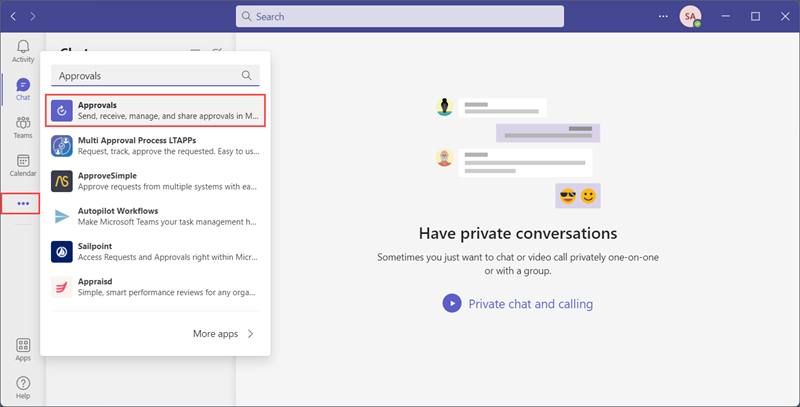 Search
SA
Activity
Chat
Teams
Calendar
Apps
Help
Approvals
Approvals
Send, receive, manage, and share approvals in M...
Multi Approval Process LTAPPs
Request, track, approve the requested. Easy to us...
ApproveSimple
Approve requests from multiple systems with ea...
Autopilot Workflows
Make Microsoft Teams your task management h...
Sailpoint
Access Requests and Approvals right within Micr...
Appraisd
Simple, smart performance reviews for any orga...
More apps
Have private conversations
Sometimes you just want to chat or video call privately one-on-one
or with a group.
Private chat and calling